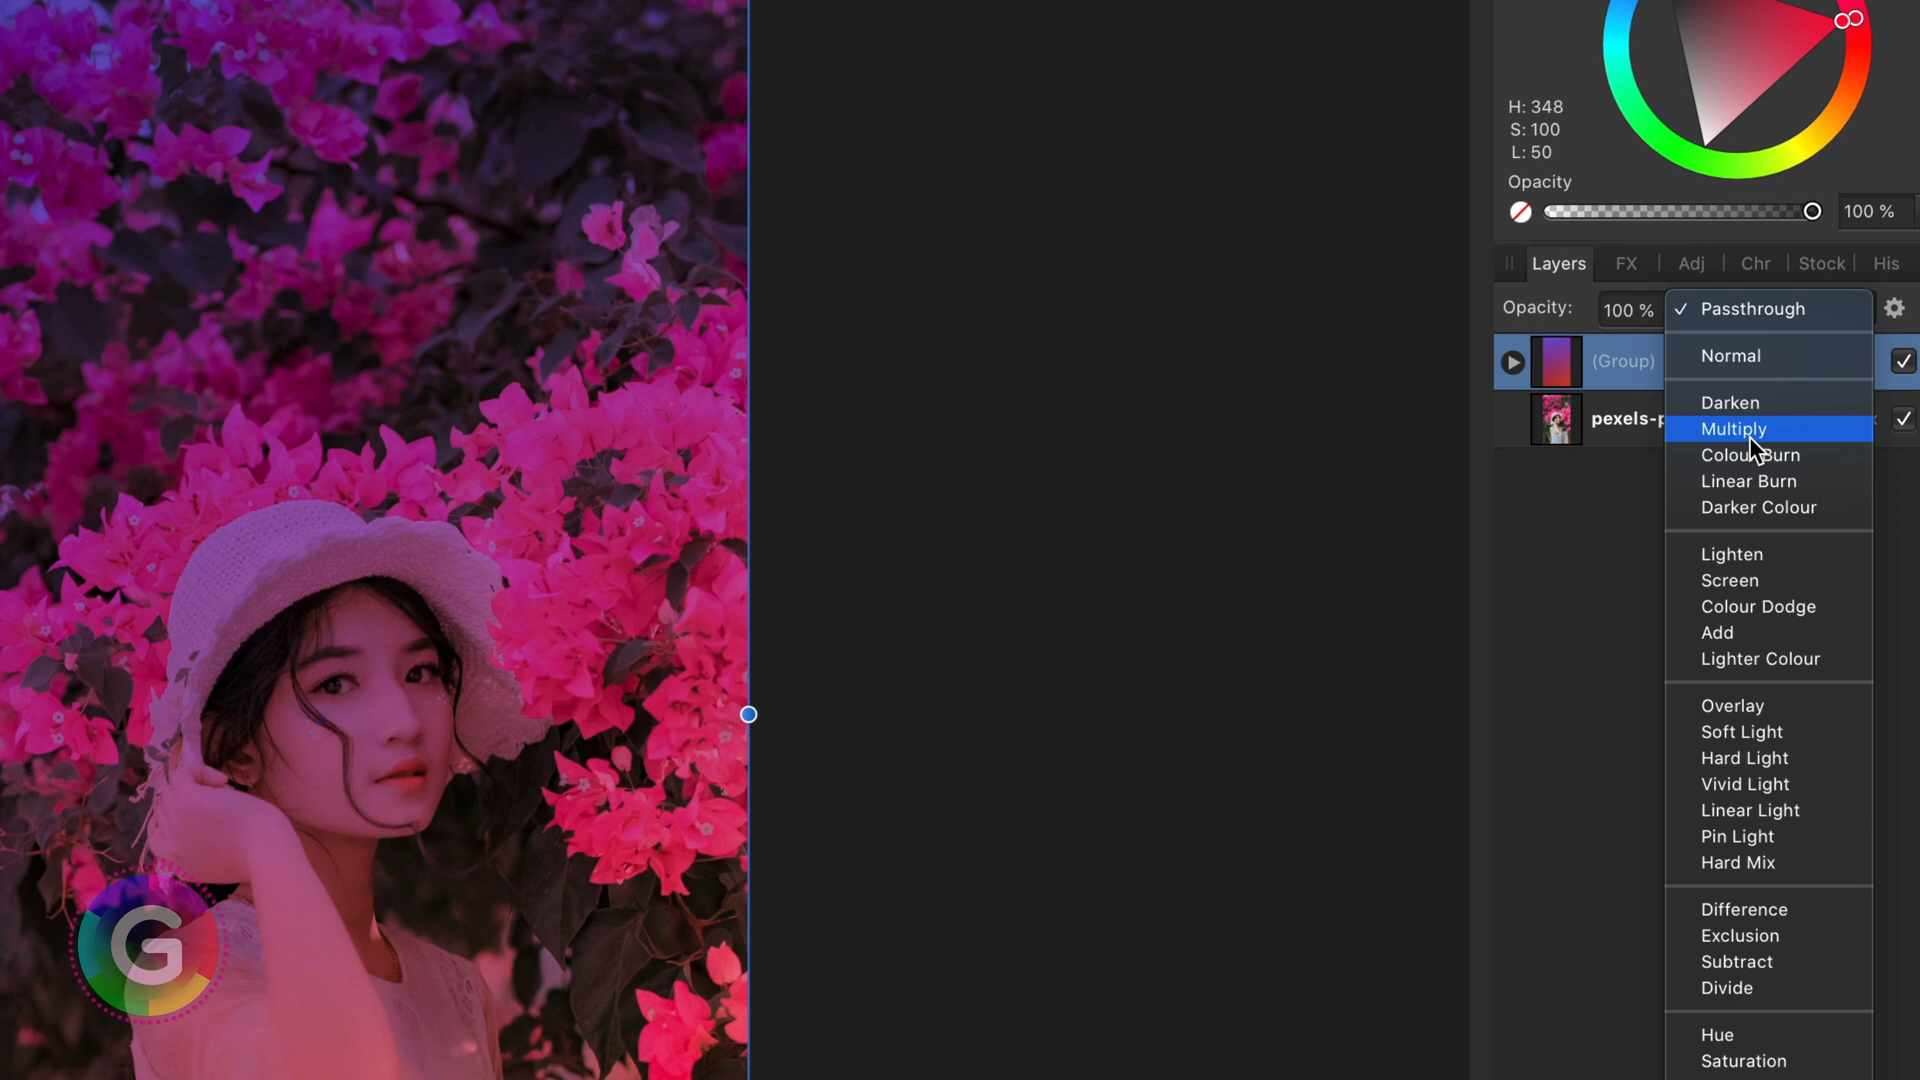 H: 348
S: 100
L: 50
Opacity
100 %
Layers
FX
Adj
Chr
Stock
His
Opacity:
100 %
✓ Passthrough
Normal
(Group)
Darken
pexels-p
Multiply
Colour Burn
Linear Burn
Darker Colour
Lighten
Screen
Colour Dodge
Add
Lighter Colour
Overlay
Soft Light
Hard Light
Vivid Light
Linear Light
Pin Light
Hard Mix
G
Difference
Exclusion
Subtract
Divide
Hue
Saturation